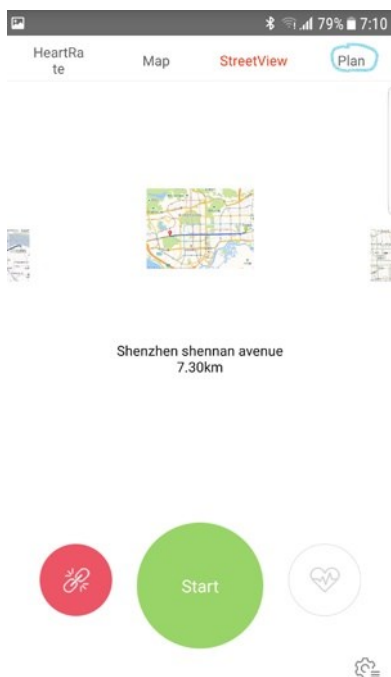 79% 7:10
HeartRa
te
Map
StreetView
Plan
Shenzhen shennan avenue
7.30km
Start